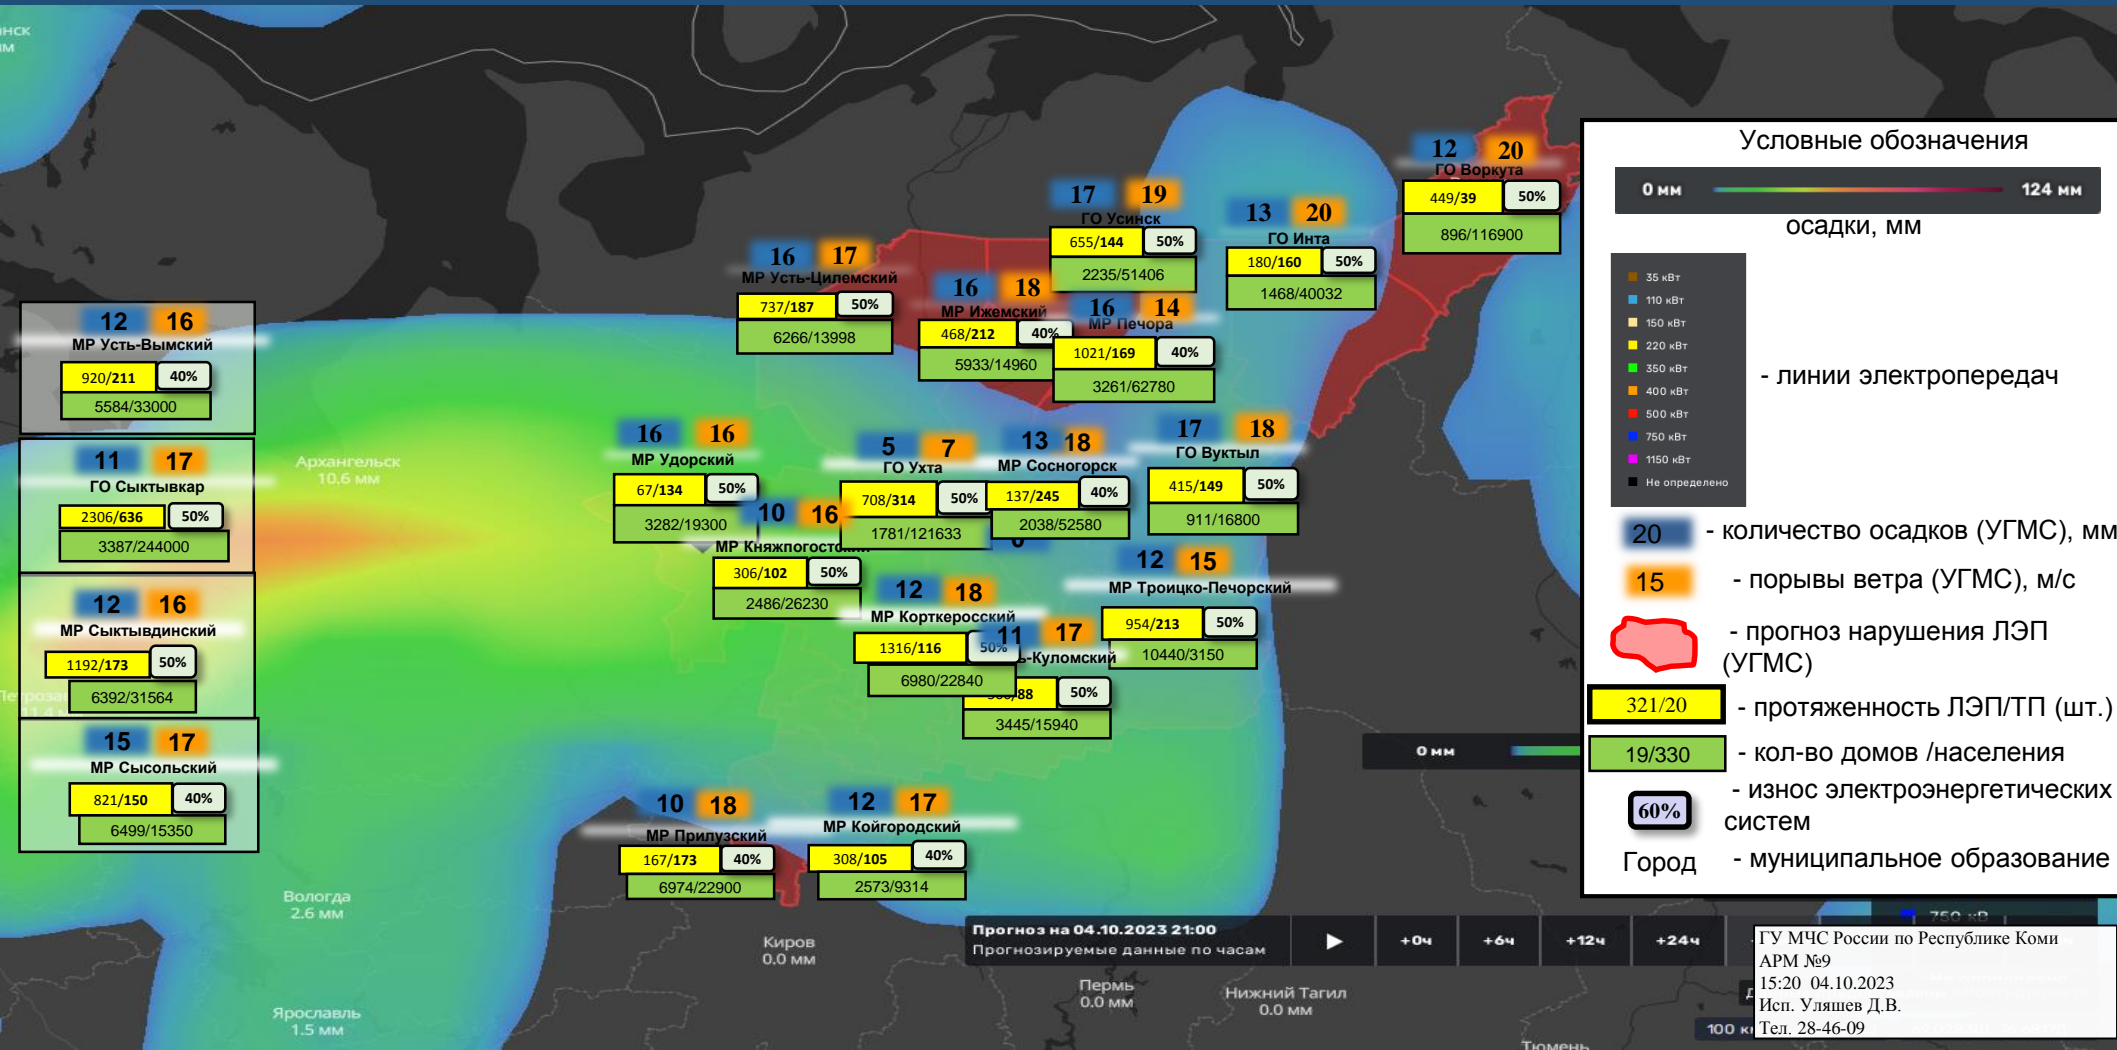 нск
мм
12 16
МР Усть-Вымский
920/211 40%
5584/33000
11 17
ГО Сыктывкар
2306/636 50%
3387/244000
12 16
МР Сыктывдинский
1192/173 50%
6392/31564
15 17
МР Сысольский
821/150 40%
6499/15350
Архангельск
10.6 мм
Вологда
2.6 мм
Ярославль
1.5 мм
Киров
0.0 мм
Пермь
0.0 мм
Нижний Тагил
0.0 мм
Тюмень
16 17
МР Усть-Цилемский
737/187 50%
6266/13998
16 18
МР Ижемский
468/212 40%
5933/14960
17 19
ГО Усинск
655/144 50%
2235/51406
16 14
МР Печора
1021/169 40%
3261/62780
13 20
ГО Инта
180/160 50%
1468/40032
12 20
ГО Воркута
449/39 50%
896/116900
16 16
МР Удорский
67/134 50%
3282/19300
10 16
МР Княжпогостский
306/102 50%
2486/26230
5 7
ГО Ухта
708/314 50%
1781/121633
13 18
МР Сосногорск
137/245 40%
2038/52580
17 18
ГО Вуктыл
415/149 50%
911/16800
12 15
МР Троицко-Печорский
954/213 50%
10440/3150
12 18
МР Корткеросский
1316/116 50%
6980/22840
11 17
ь-Куломский
88 50%
3445/15940
10 18
МР Прилузский
167/173 40%
6974/22900
12 17
МР Койгородский
308/105 40%
2573/9314
0 мм
Прогноз на 04.10.2023 21:00
Прогнозируемые данные по часам
+0ч +6ч +12ч +24ч
Условные обозначения
0 мм 124 мм
осадки, мм
35 кВт
110 кВт
150 кВт
220 кВт
350 кВт
400 кВт
500 кВт
750 кВт
1150 кВт
Не определено
- линии электропередач
20 - количество осадков (УГМС), мм
15 - порывы ветра (УГМС), м/с
- прогноз нарушения ЛЭП
(УГМС)
321/20 - протяженность ЛЭП/ТП (шт.)
19/330 - кол-во домов /населения
60% - износ электроэнергетических
систем
Город - муниципальное образование
750 кВ
ГУ МЧС России по Республике Коми
АРМ №9
15:20 04.10.2023
Исп. Уляшев Д.В.
Тел. 28-46-09
100 к